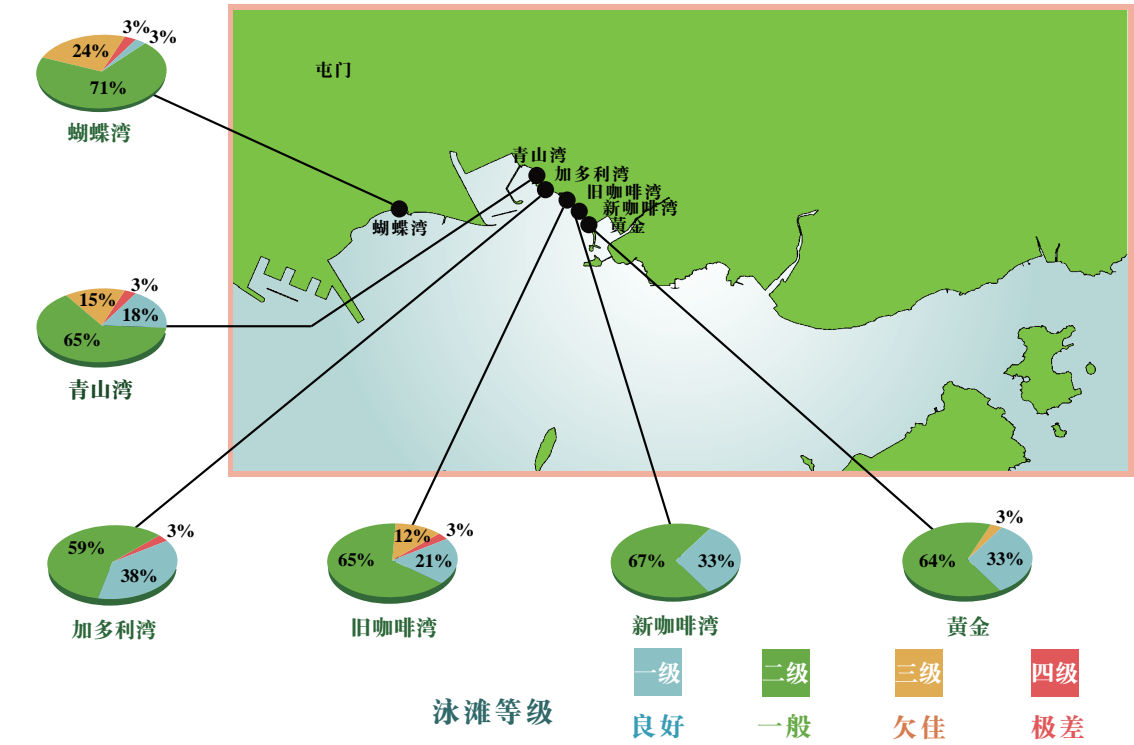 3%
3%
24%
71%
蝴蝶湾
屯门
青山湾
加多利湾
旧咖啡湾
新咖啡湾
黄金
蝴蝶湾
3%
15%
18%
65%
青山湾
3%
59%
38%
加多利湾
3%
12%
65%
21%
旧咖啡湾
67%
33%
新咖啡湾
3%
64%
33%
黄金
泳滩等级
一级
良好
二级
一般
三级
欠佳
四级
极差